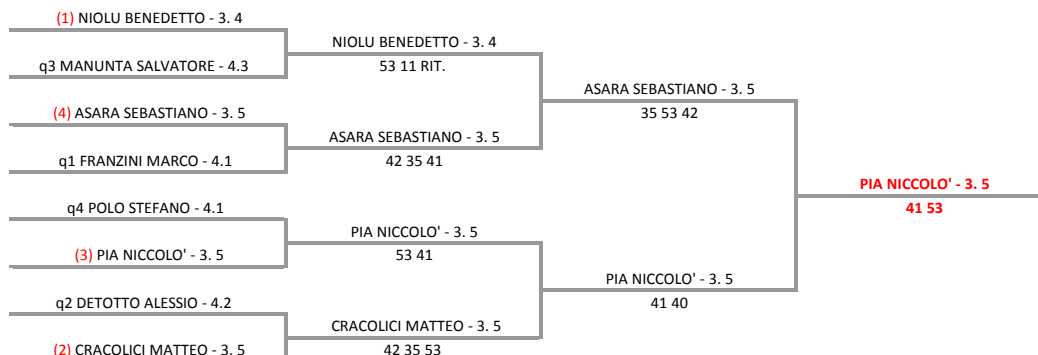 (1) NIOLU BENEDETTO - 3. 4
q3 MANUNTA SALVATORE - 4.3
(4) ASARA SEBASTIANO - 3. 5
q1 FRANZINI MARCO - 4.1
q4 POLO STEFANO - 4.1
(3) PIA NICCOLO' - 3. 5
q2 DETOTTO ALESSIO - 4.2
(2) CRACOLICI MATTEO - 3. 5
NIOLU BENEDETTO - 3. 4
53 11 RIT.
ASARA SEBASTIANO - 3. 5
42 35 41
PIA NICCOLO' - 3. 5
53 41
CRACOLICI MATTEO - 3. 5
42 35 53
ASARA SEBASTIANO - 3. 5
35 53 42
PIA NICCOLO' - 3. 5
41 40
PIA NICCOLO' - 3. 5
41 53